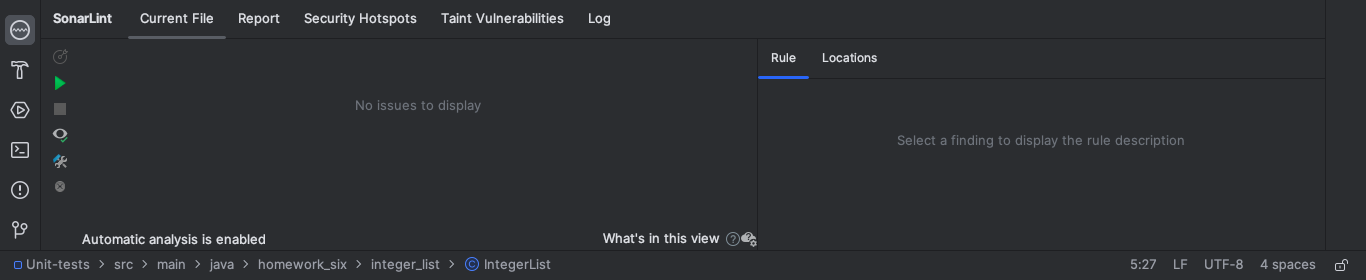 SonarLint Current File Report Security Hotspots Taint Vulnerabilities Log
Rule Locations
No issues to display
Select a finding to display the rule description
Automatic analysis is enabled What's in this view
Unit-tests src main java homework_six integer_list IntegerList 5:27 LF UTF-8 4 spaces